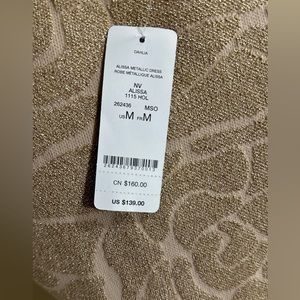 DAHLIA
ALISSA METALLIC DRESS
ROBE METALLIQUE ALISSA
NV
ALISSA
1115 HOL
262436 MSO
US M FR M
CN $160.00
US $139.00